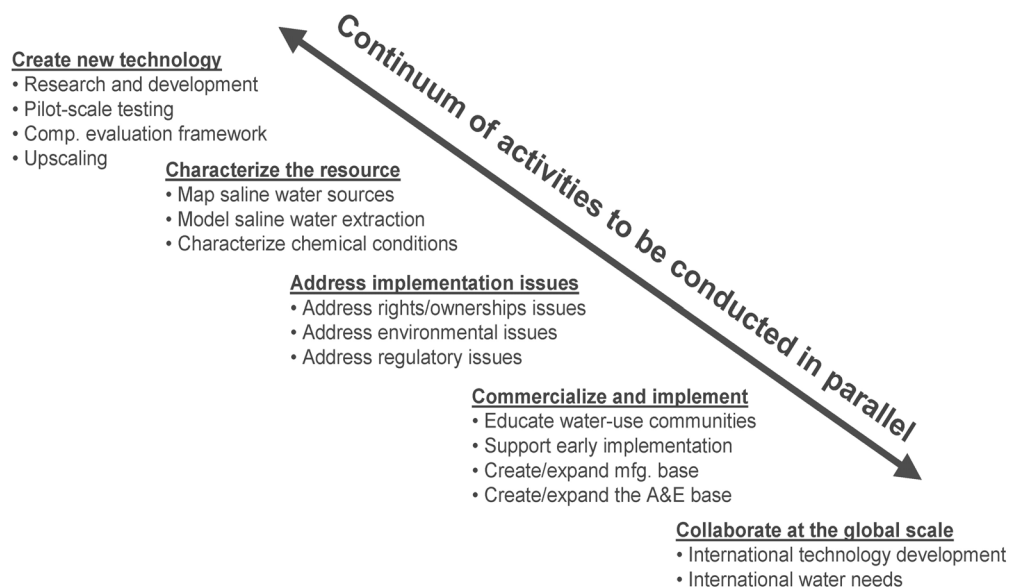 Continuum of activities to be conducted in parallel
Create new technology
• Research and development
• Pilot-scale testing
• Comp. evaluation framework
• Upscaling
Characterize the resource
• Map saline water sources
• Model saline water extraction
• Characterize chemical conditions
Address implementation issues
• Address rights/ownerships issues
• Address environmental issues
• Address regulatory issues
Commercialize and implement
• Educate water-use communities
• Support early implementation
• Create/expand mfg. base
• Create/expand the A&E base
Collaborate at the global scale
• International technology development
• International water needs